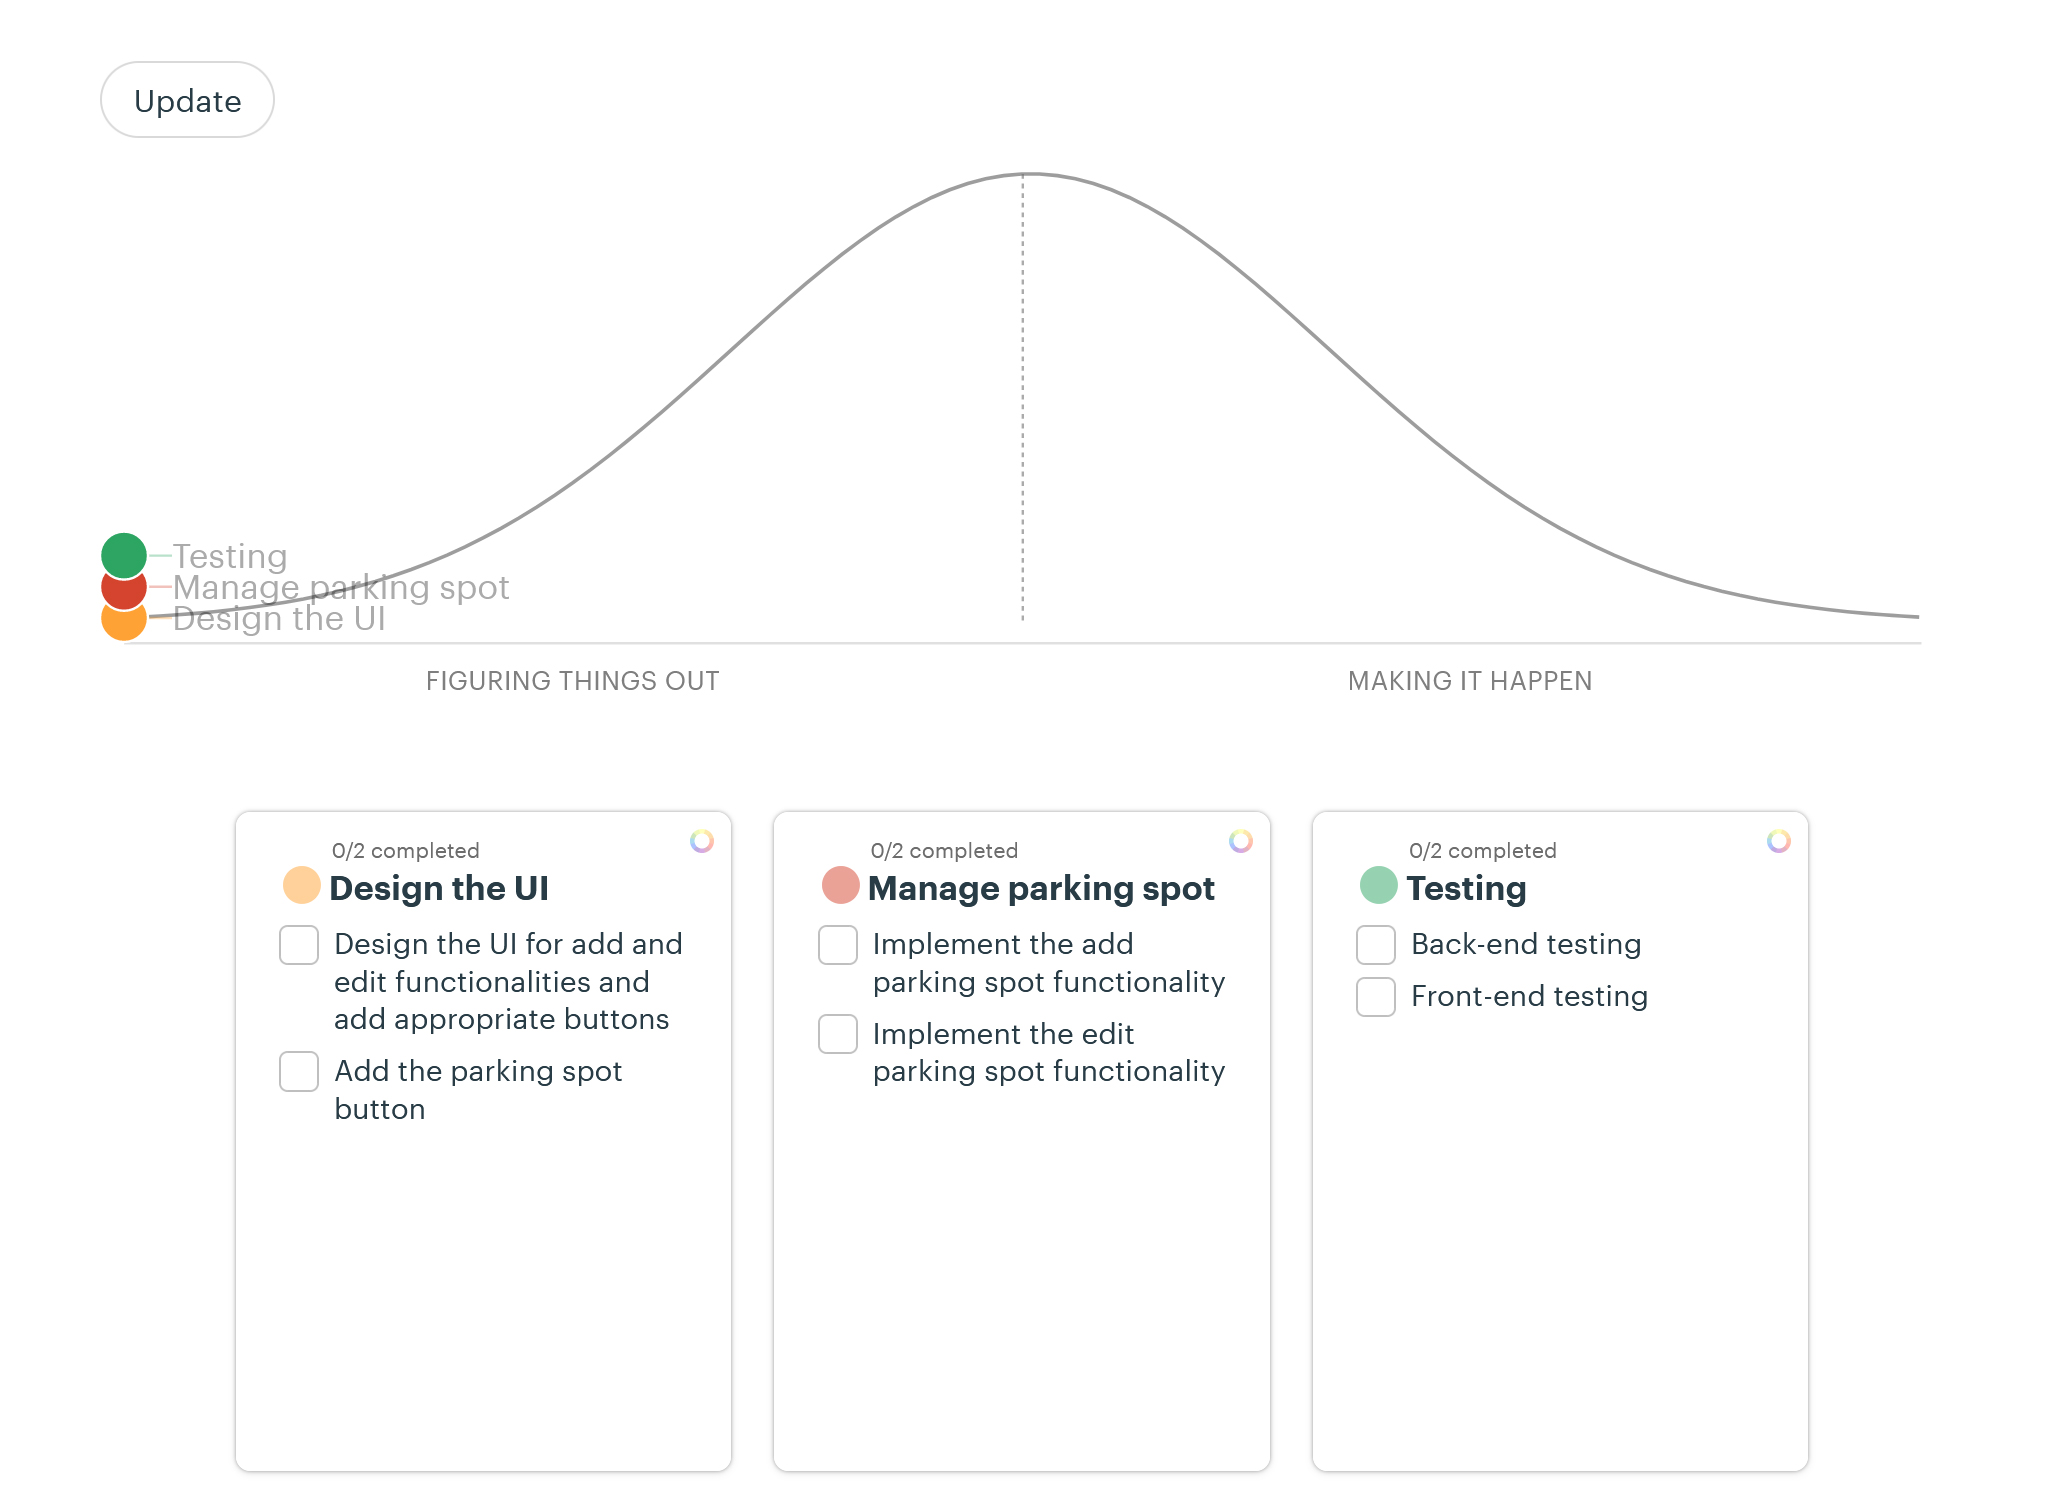 Update
Testing
Manage parking spot
Design the UI
FIGURING THINGS OUT
MAKING IT HAPPEN
0/2 completed
Design the UI
Design the UI for add and
edit functionalities and
add appropriate buttons
Add the parking spot
button
0/2 completed
Manage parking spot
Implement the add
parking spot functionality
Implement the edit
parking spot functionality
0/2 completed
Testing
Back-end testing
Front-end testing